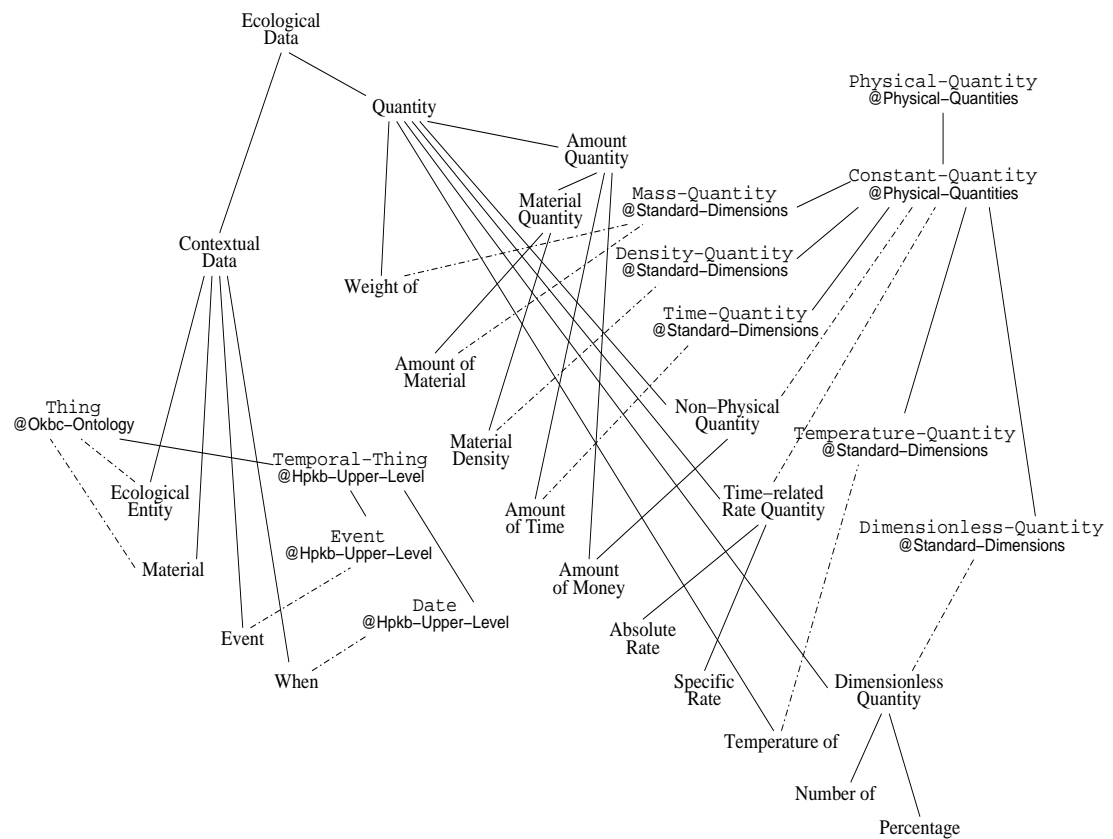 Ecological
Data
Quantity
Physical−Quantity
@Physical−Quantities
Amount
Quantity
Constant−Quantity
@Physical−Quantities
Mass−Quantity
@Standard−Dimensions
Material
Quantity
Contextual
Data
Density−Quantity
@Standard−Dimensions
Weight of
Time−Quantity
@Standard−Dimensions
Amount of
Material
Thing
@Okbc−Ontology
Non−Physical
Quantity
Temperature−Quantity
@Standard−Dimensions
Material
Density
Temporal−Thing
@Hpkb−Upper−Level
Ecological
Entity
Time−related
Rate Quantity
Amount
of Time
Dimensionless−Quantity
@Standard−Dimensions
Event
@Hpkb−Upper−Level
Material
Amount
of Money
Date
@Hpkb−Upper−Level
Event
Absolute
Rate
When
Specific
Rate
Dimensionless
Quantity
Temperature of
Number of
Percentage